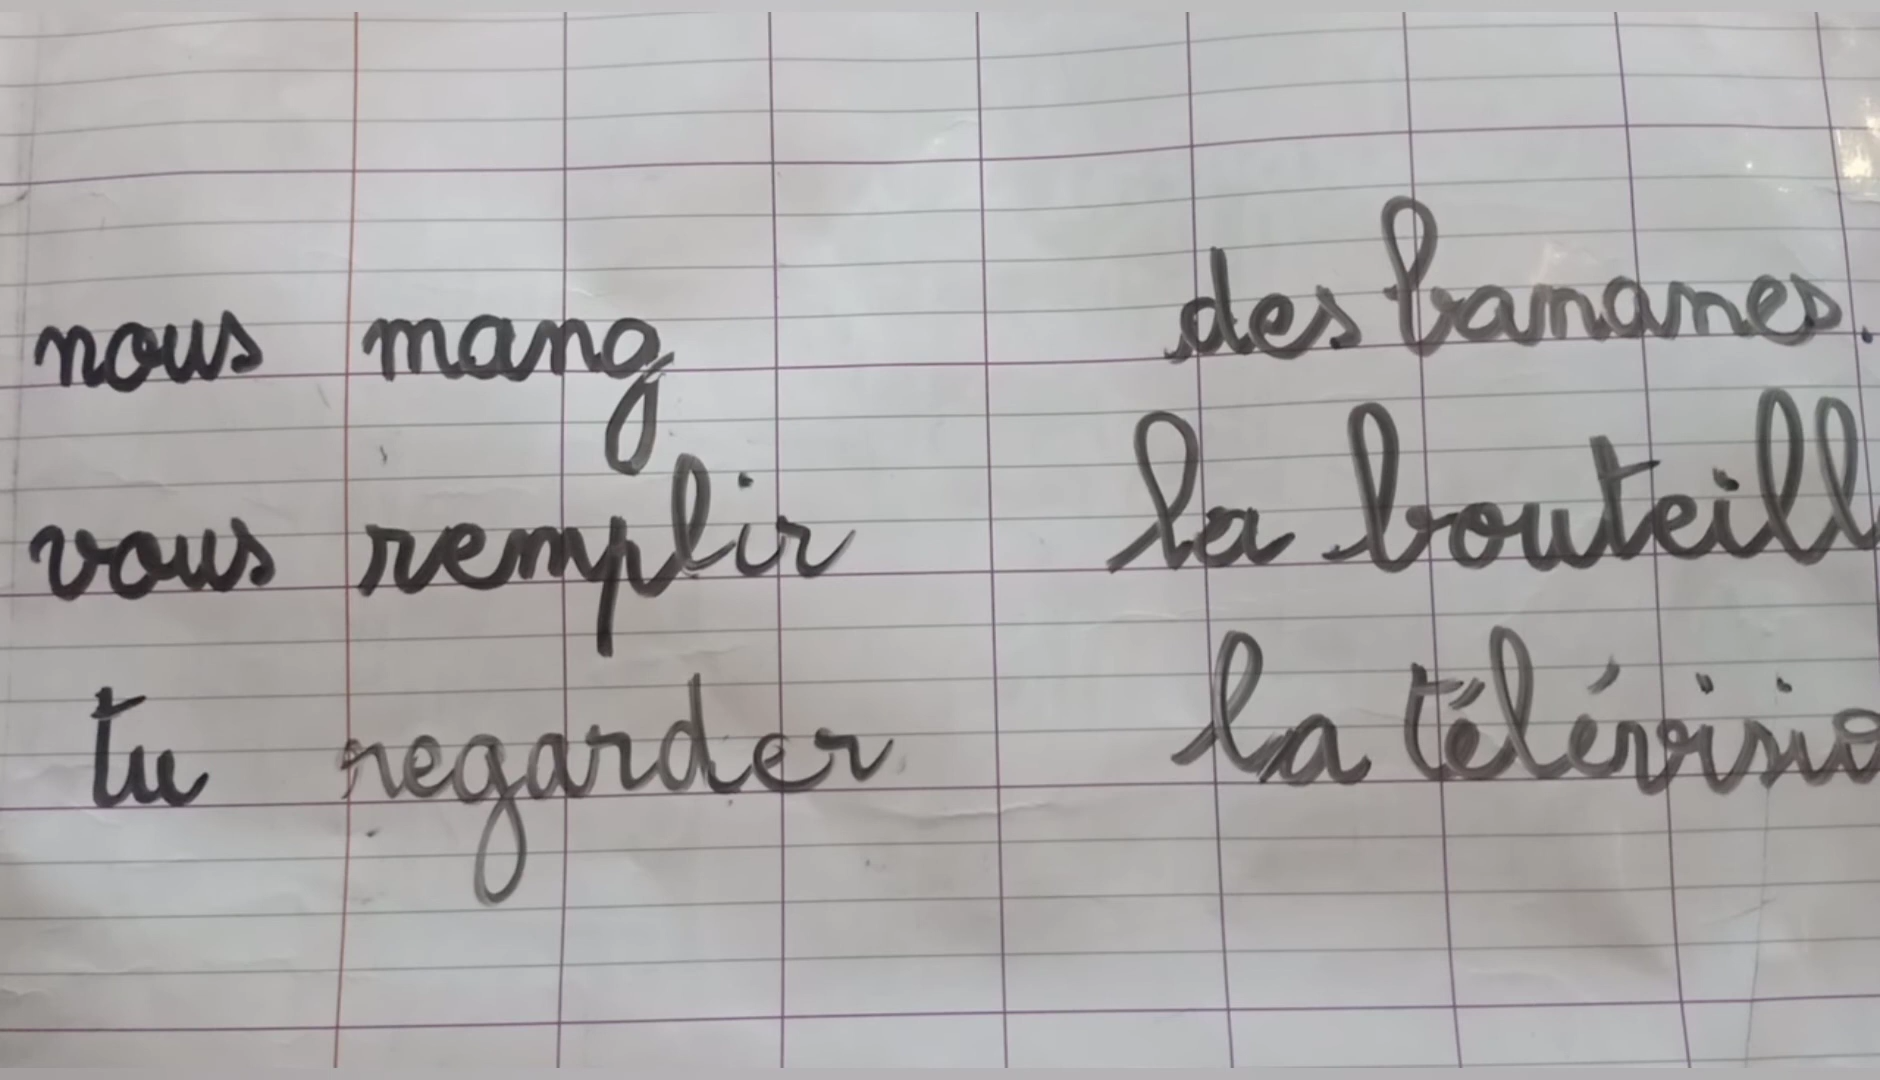 nous mang des bananes.
vous remplir la bouteill
tu regarder la télévisio